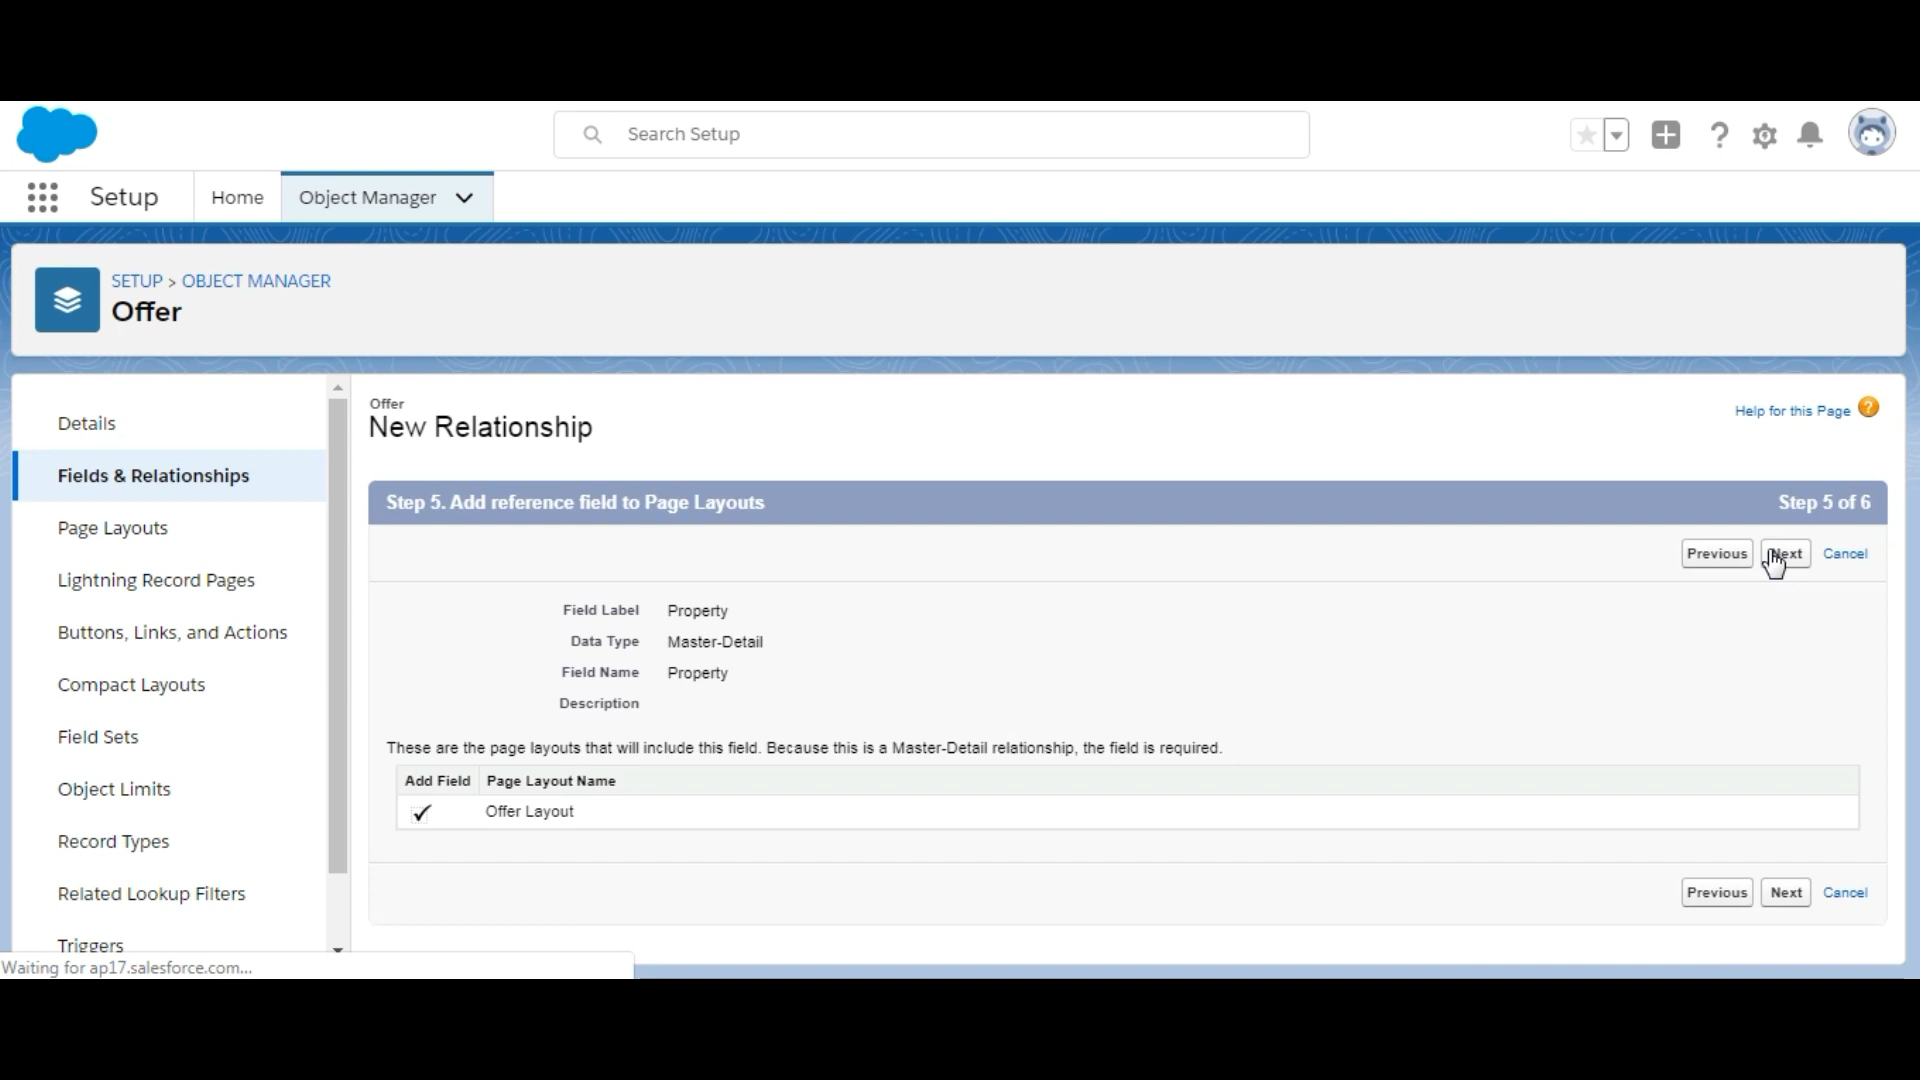 Search Setup
Setup
Home
Object Manager
SETUP > OBJECT MANAGER
Offer
Details
Fields & Relationships
Page Layouts
Lightning Record Pages
Buttons, Links, and Actions
Compact Layouts
Field Sets
Object Limits
Record Types
Related Lookup Filters
Triggers
Offer
New Relationship
Help for this Page ?
Step 5. Add reference field to Page Layouts
Step 5 of 6
Previous Next Cancel
Field Label Property
Data Type Master-Detail
Field Name Property
Description
These are the page layouts that will include this field. Because this is a Master-Detail relationship, the field is required.
Add Field Page Layout Name
Offer Layout
Previous Next Cancel
Waiting for ap17.salesforce.com...